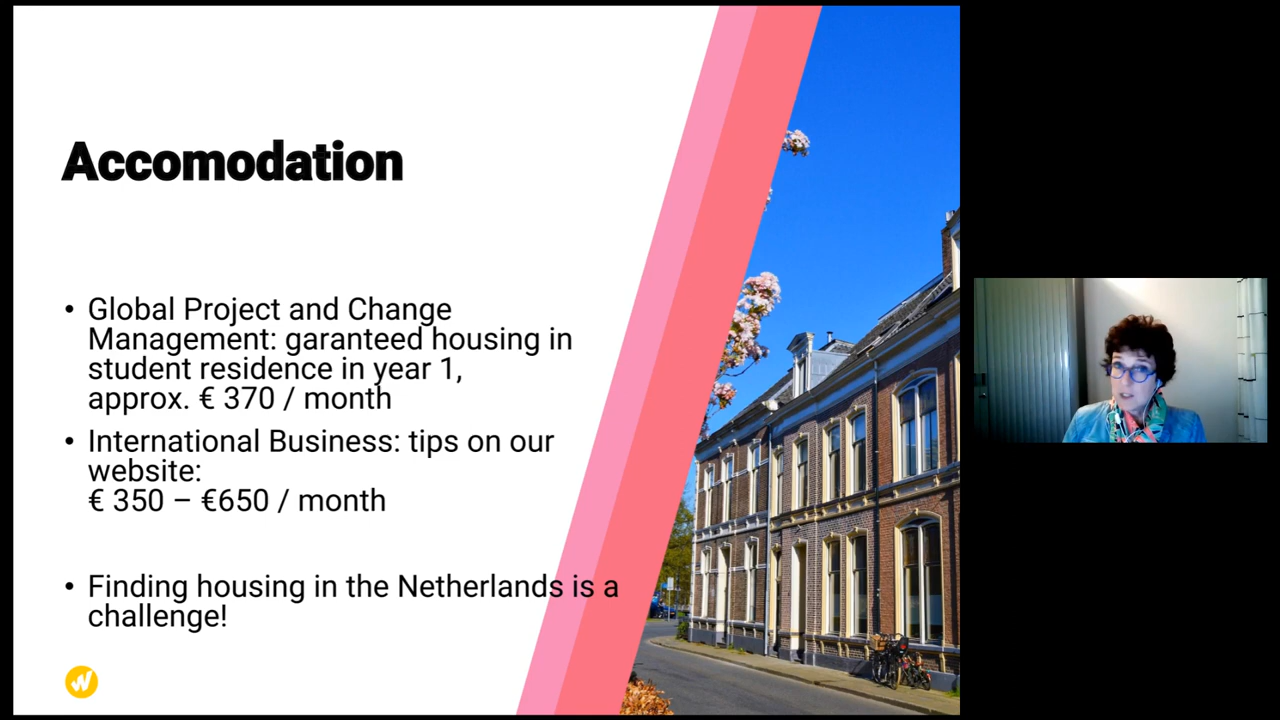 Accomodation
• Global Project and Change
Management: garanteed housing in
student residence in year 1,
approx. € 370 / month
• International Business: tips on our
website:
€ 350 – €650 / month
• Finding housing in the Netherlands is a
challenge!